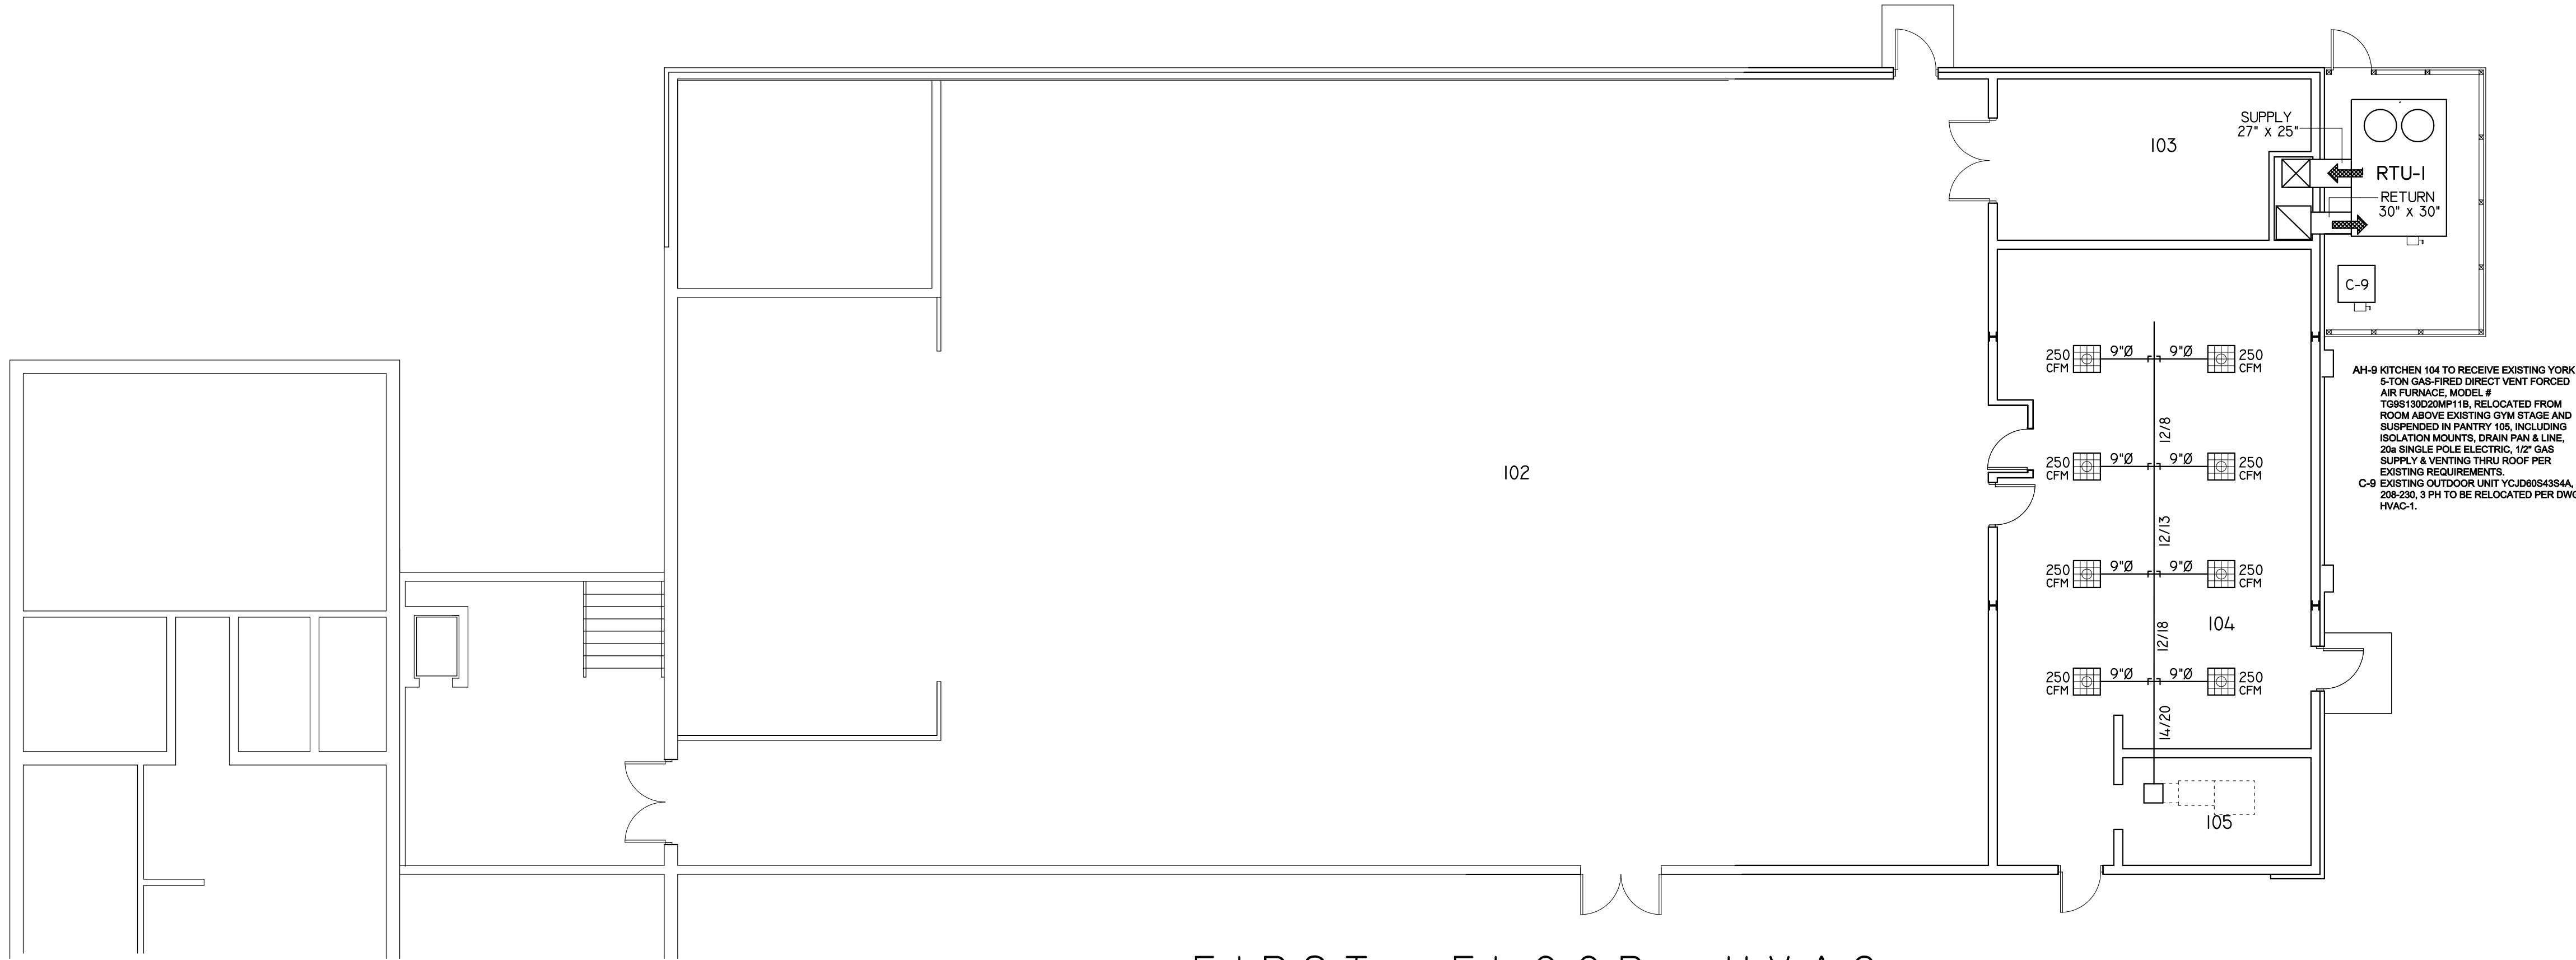 SUPPLY
27" X 25"
103
RTU-1
RETURN
30" X 30"
C-9
250
CFM
9"Ø
9"Ø
250
CFM
AH-9 KITCHEN 104 TO RECEIVE EXISTING YORK
5-TON GAS-FIRED DIRECT VENT FORCED
AIR FURNACE, MODEL #
TG9S130D20MP11B, RELOCATED FROM
ROOM ABOVE EXISTING GYM STAGE AND
SUSPENDED IN PANTRY 105, INCLUDING
ISOLATION MOUNTS, DRAIN PAN & LINE,
20a SINGLE POLE ELECTRIC, 1/2" GAS
SUPPLY & VENTING THRU ROOF PER
EXISTING REQUIREMENTS.
C-9 EXISTING OUTDOOR UNIT YCJD60S43S4A,
208-230, 3 PH TO BE RELOCATED PER DWG
HVAC-1.
12/8
102
250
CFM
9"Ø
9"Ø
250
CFM
12/13
250
CFM
9"Ø
9"Ø
250
CFM
12/18
104
250
CFM
9"Ø
9"Ø
250
CFM
14/20
105
FIRST FLOOR HVAC